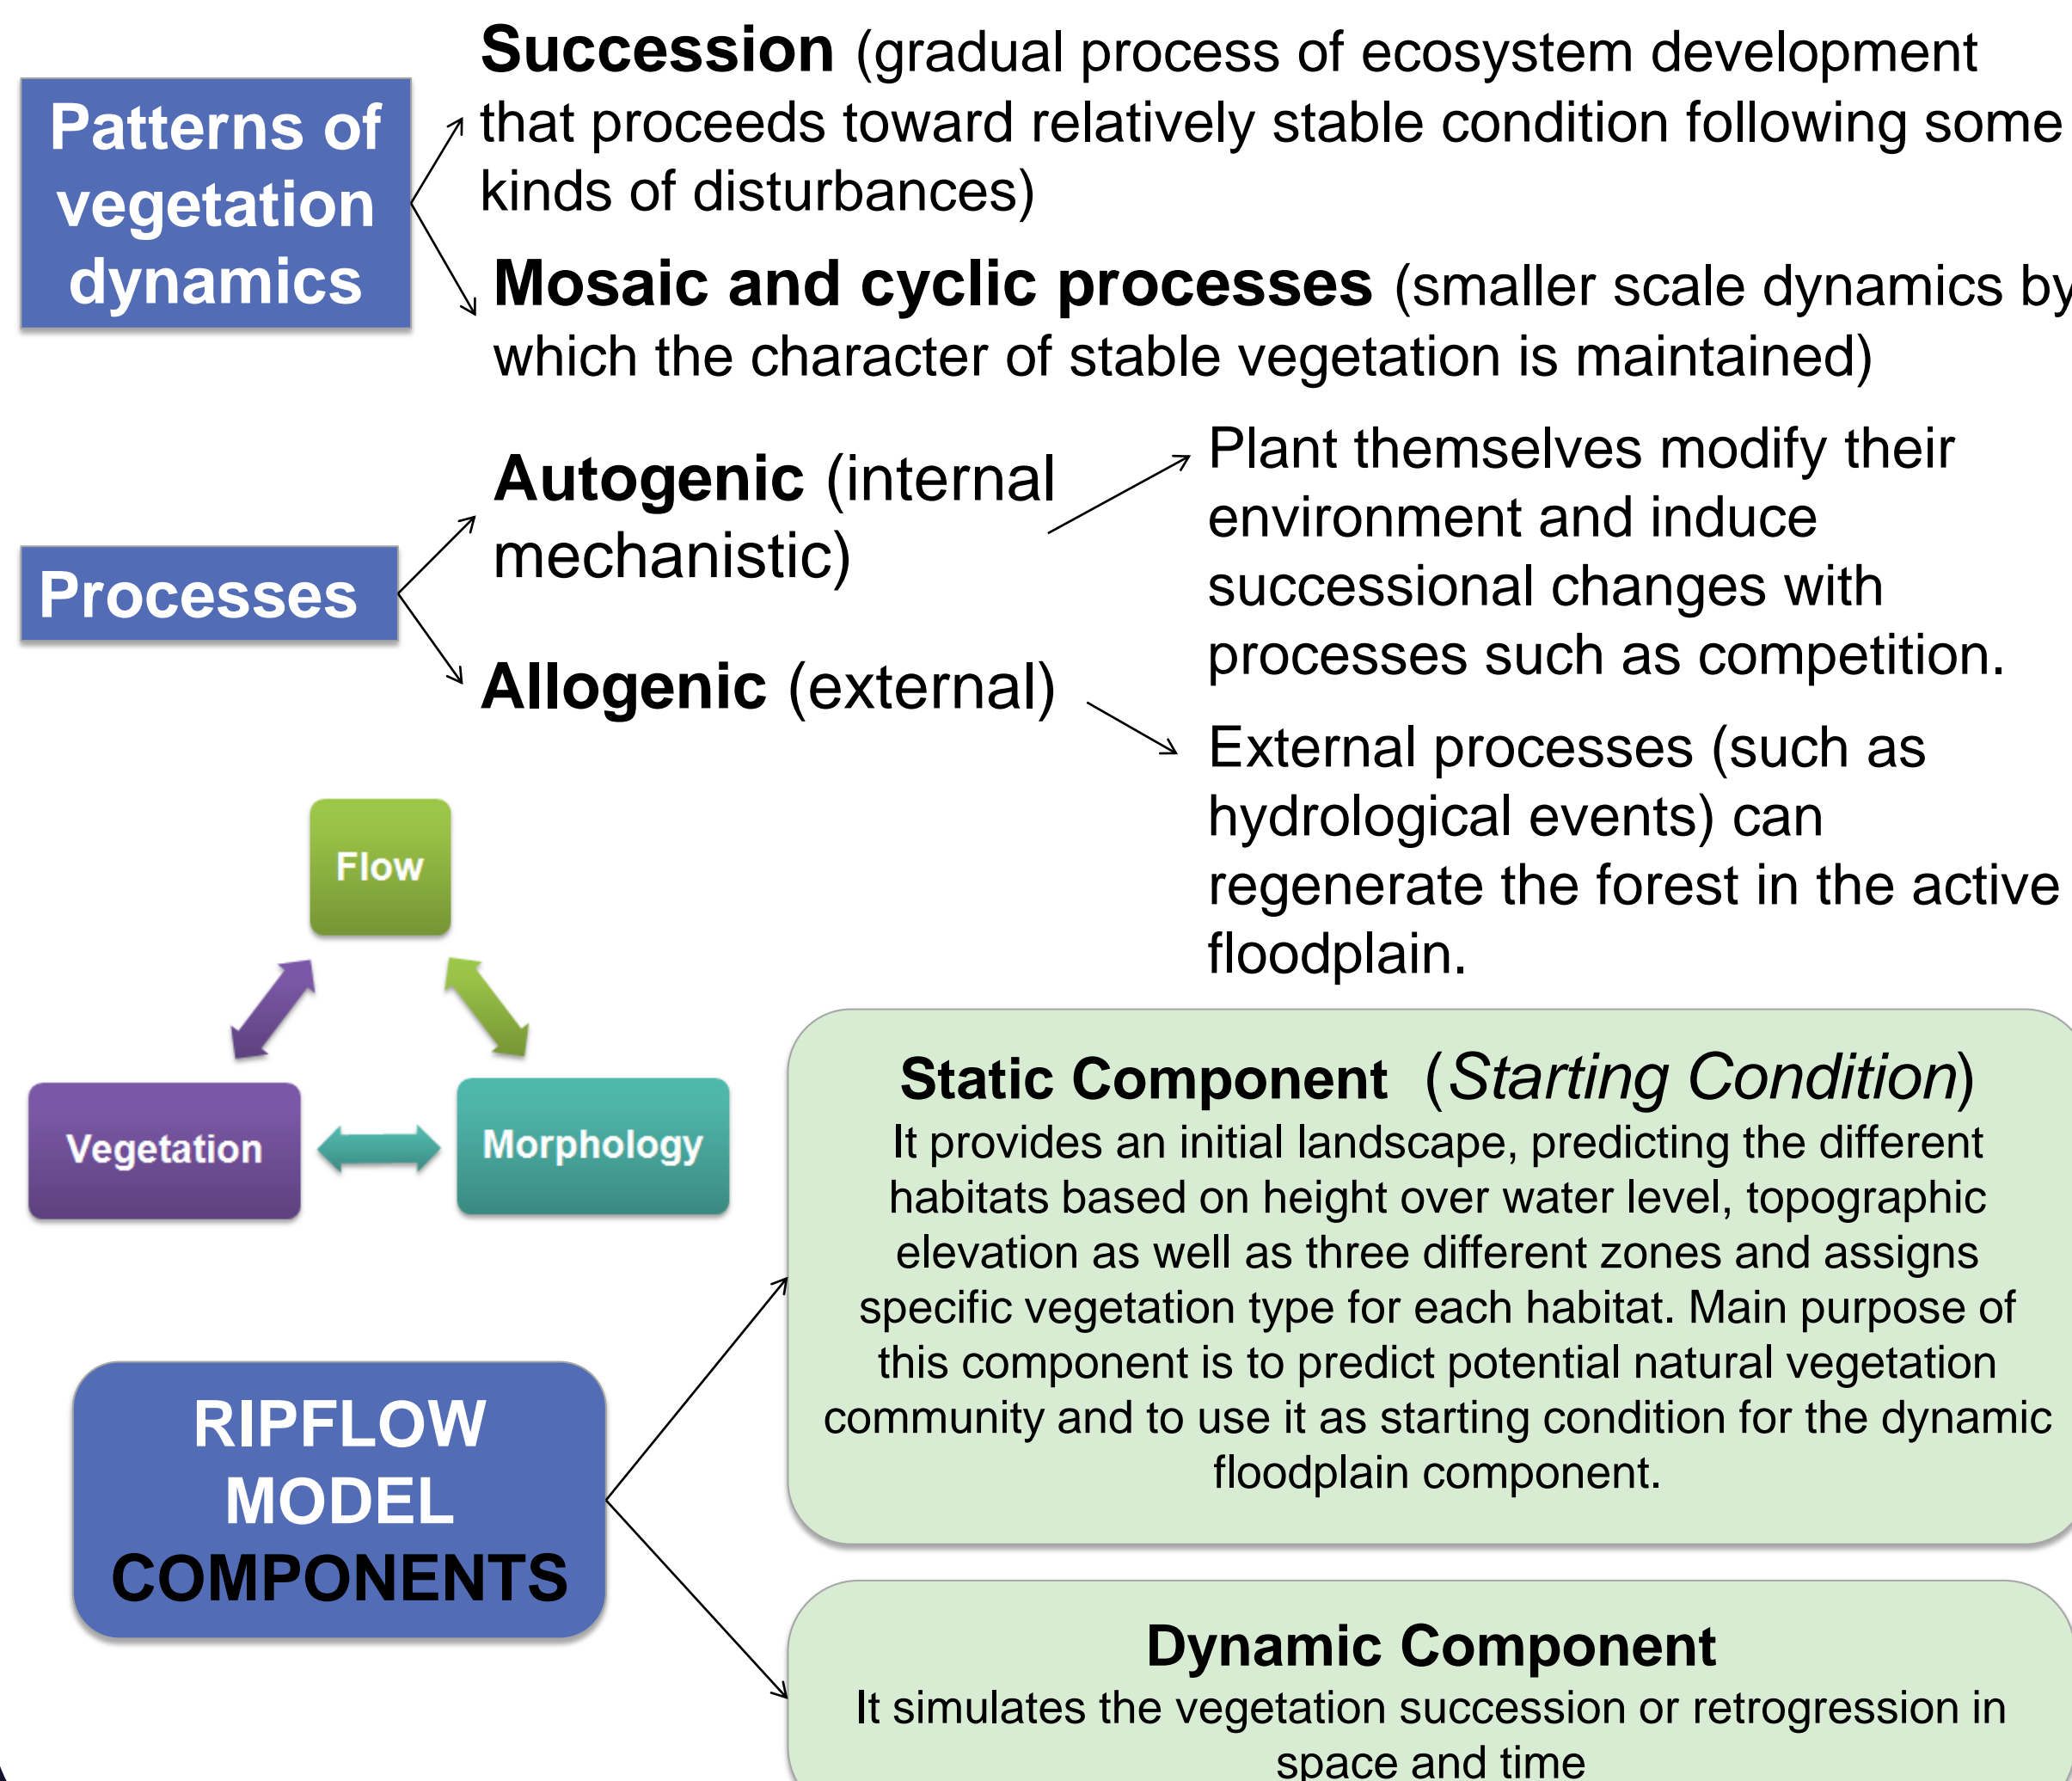 Patterns of
vegetation
dynamics
Succession (gradual process of ecosystem development
that proceeds toward relatively stable condition following some
kinds of disturbances)
Mosaic and cyclic processes (smaller scale dynamics by
which the character of stable vegetation is maintained)
Processes
Autogenic (internal
mechanistic)
Plant themselves modify their
environment and induce
successional changes with
processes such as competition.
Allogenic (external)
External processes (such as
hydrological events) can
regenerate the forest in the active
floodplain.
Flow
Vegetation
Morphology
RIPFLOW
MODEL
COMPONENTS
Static Component (Starting Condition)
It provides an initial landscape, predicting the different
habitats based on height over water level, topographic
elevation as well as three different zones and assigns
specific vegetation type for each habitat. Main purpose of
this component is to predict potential natural vegetation
community and to use it as starting condition for the dynamic
floodplain component.
Dynamic Component
It simulates the vegetation succession or retrogression in
space and time